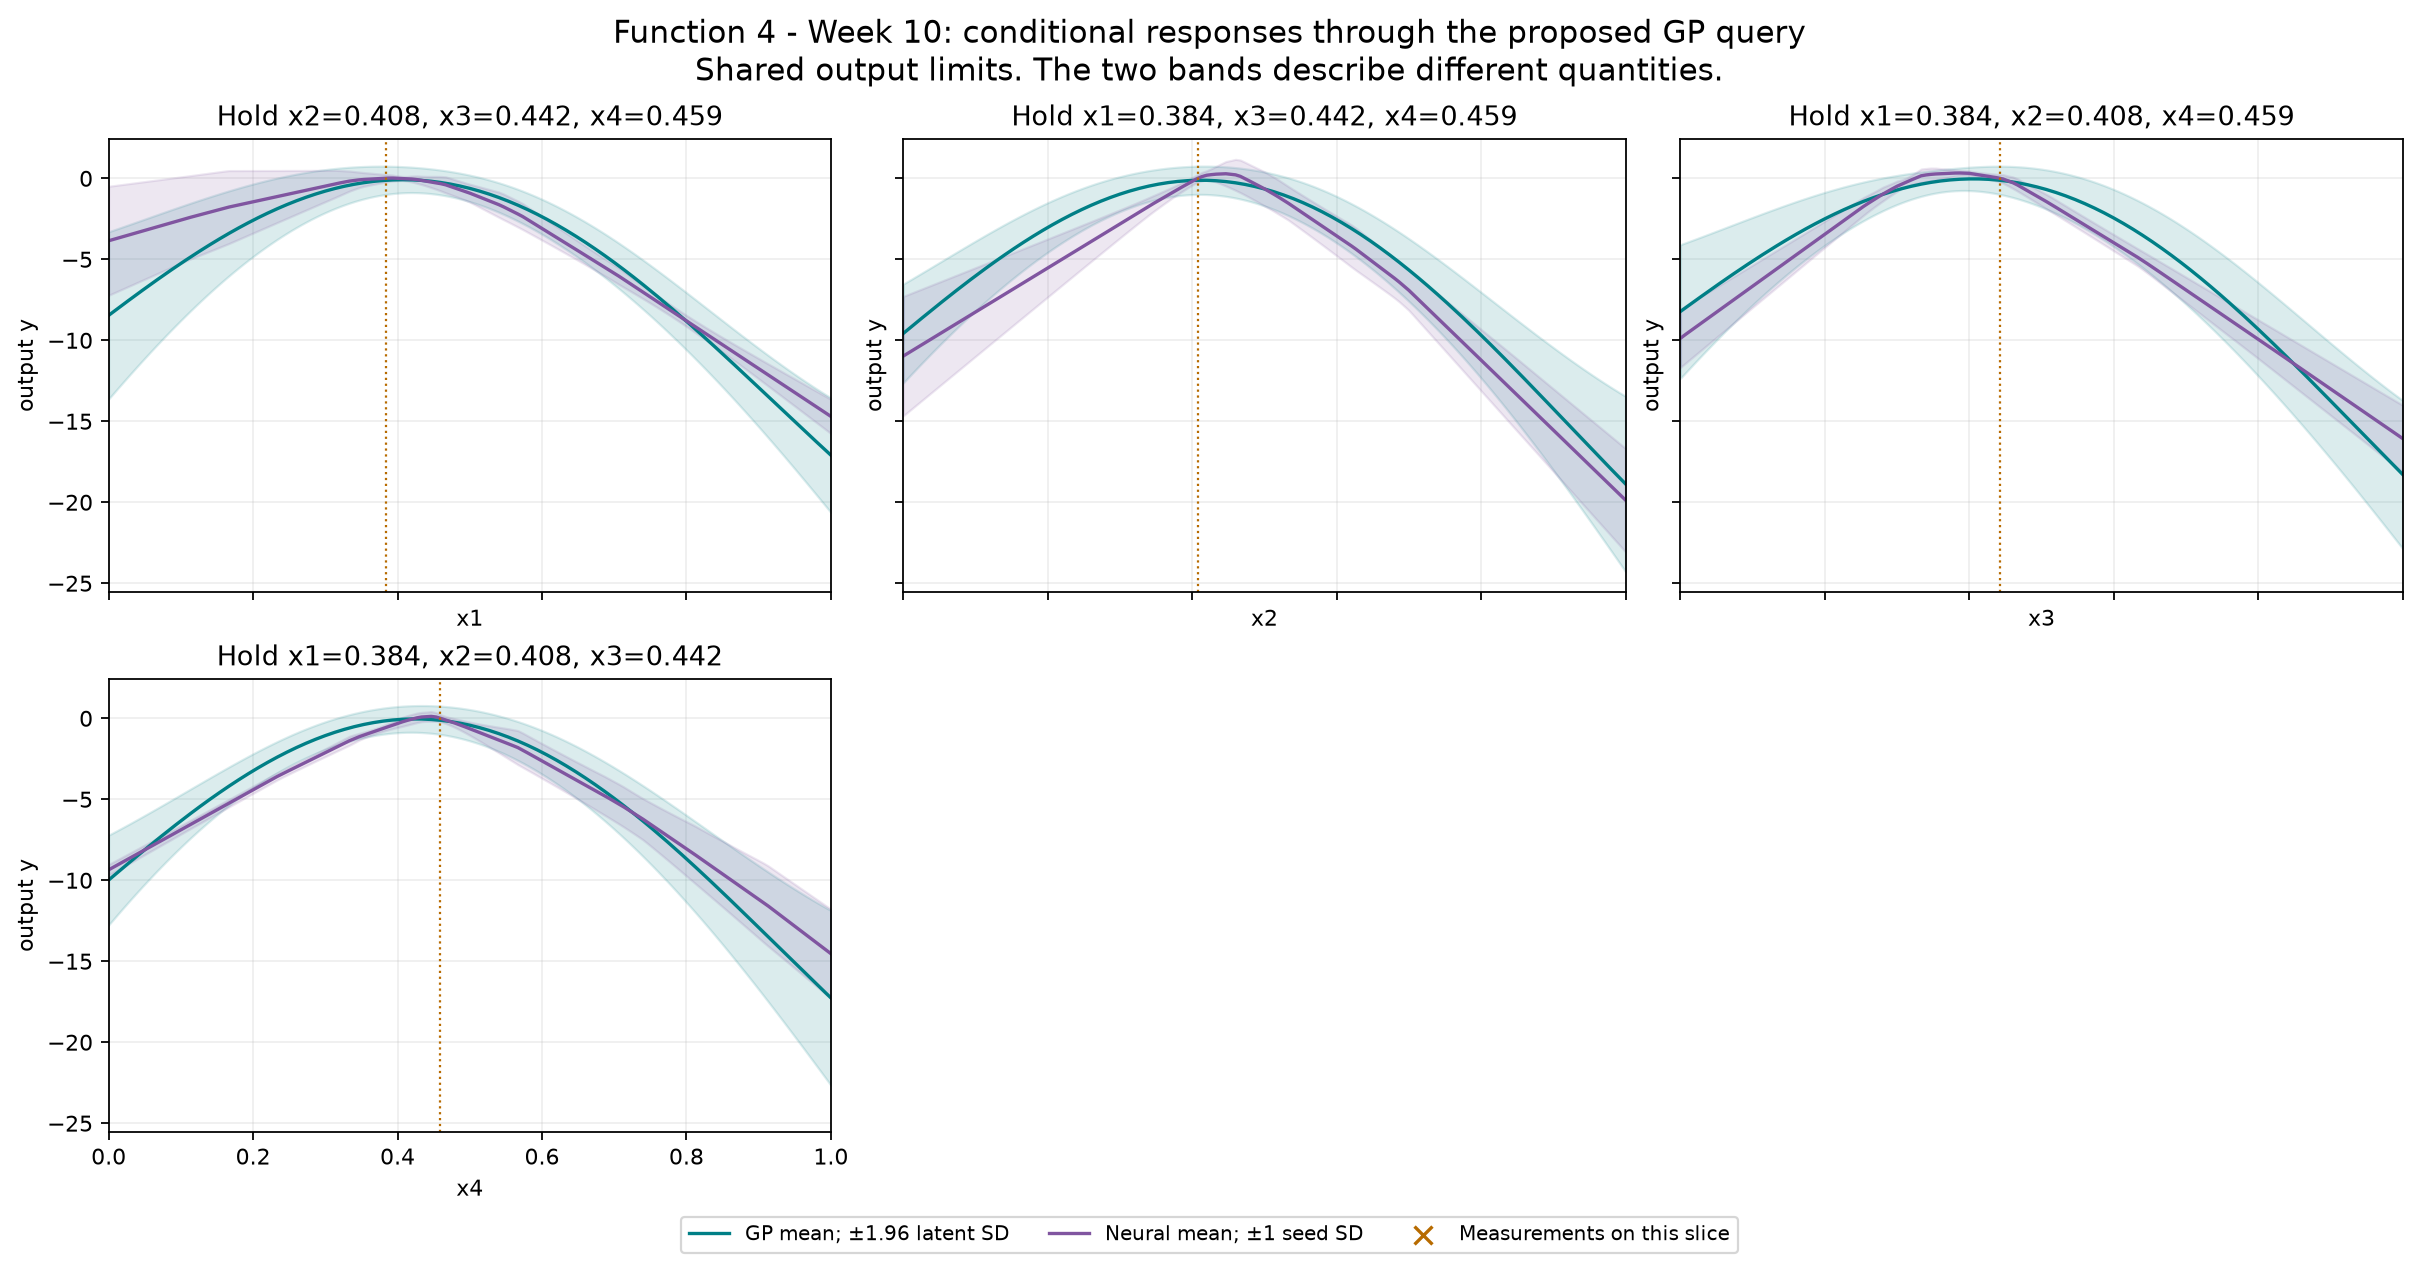 Function 4 - Week 10: conditional responses through the proposed GP query
Shared output limits. The two bands describe different quantities.
Hold x2=0.408, x3=0.442, x4=0.459
Hold x1=0.384, x3=0.442, x4=0.459
Hold x1=0.384, x2=0.408, x4=0.459
0
−5
−10
−15
−20
−25
output y
output y
output y
x1
x2
x3
Hold x1=0.384, x2=0.408, x3=0.442
0
−5
−10
−15
−20
−25
output y
0.0 0.2 0.4 0.6 0.8 1.0
x4
GP mean; ±1.96 latent SD
Neural mean; ±1 seed SD
Measurements on this slice